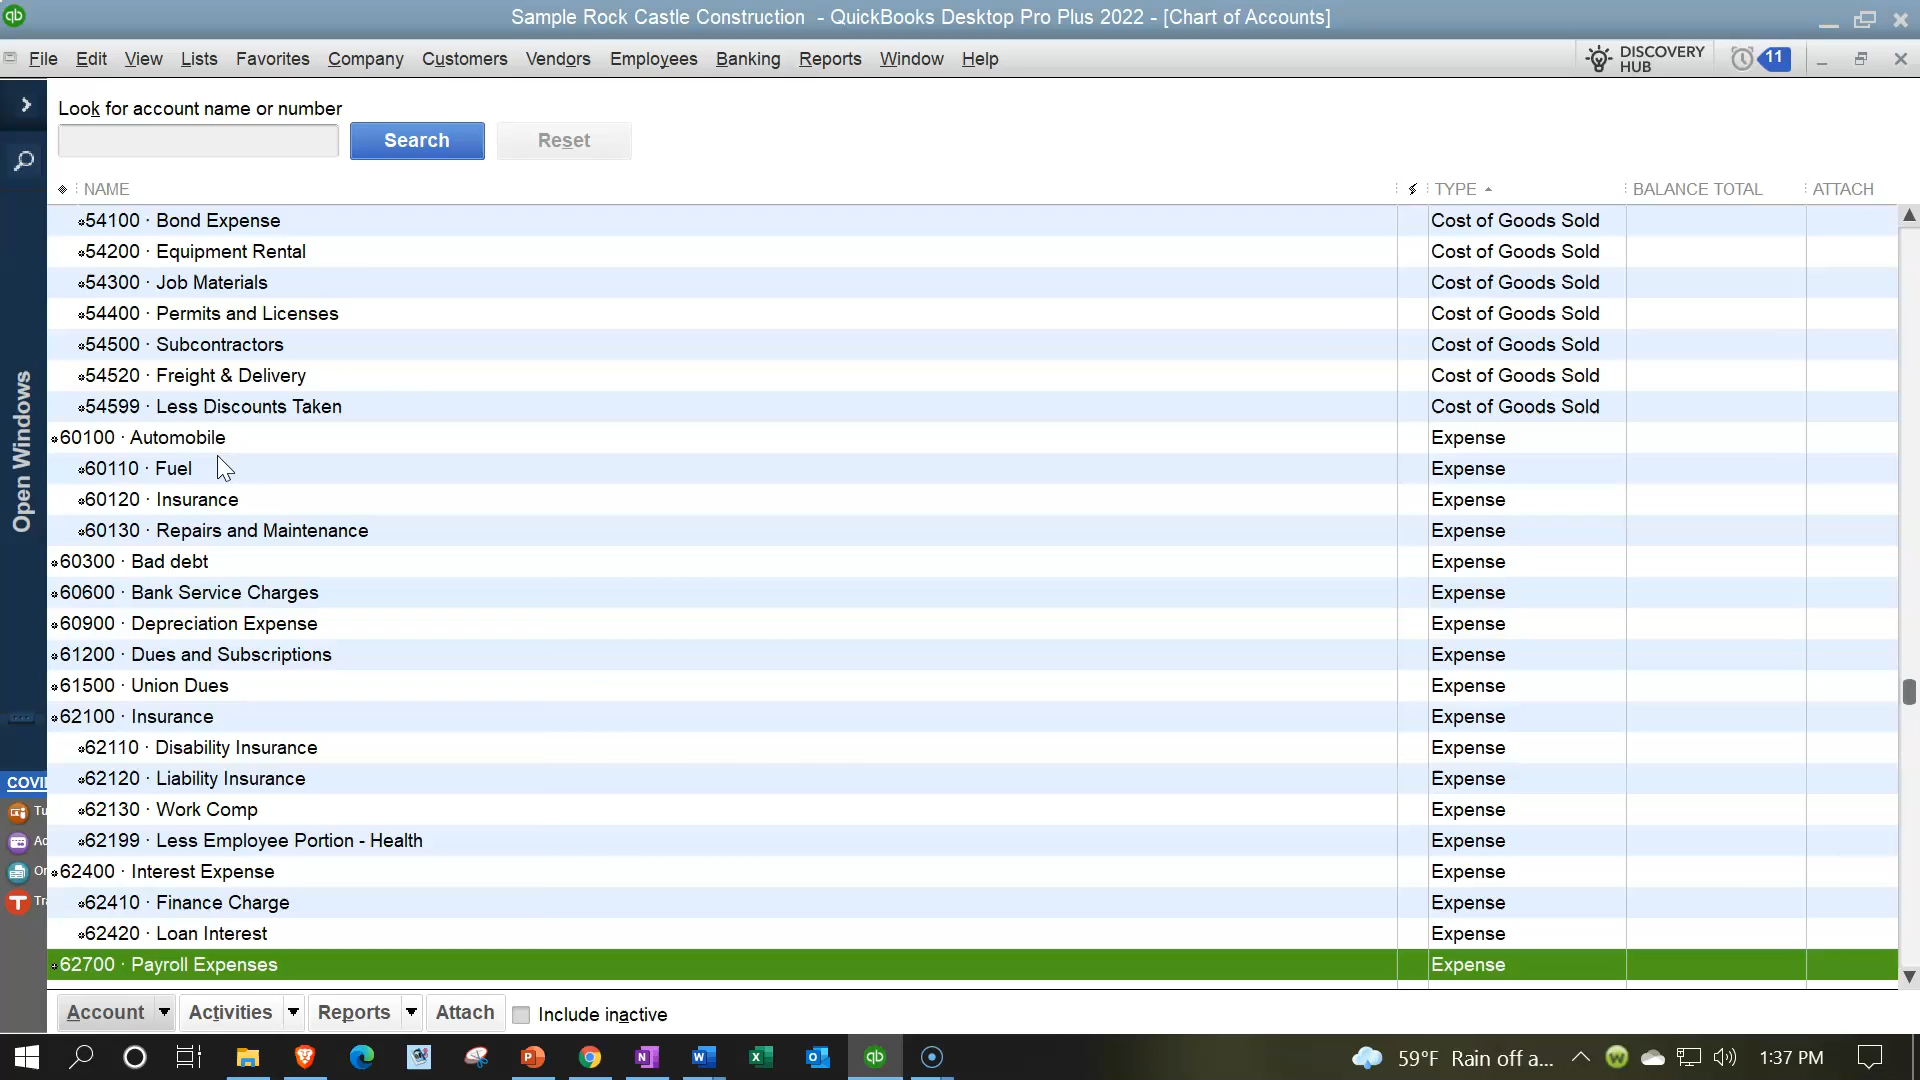 qb Sample Rock Castle Construction - QuickBooks Desktop Pro Plus 2022 - [Chart of Accounts]
File Edit View Lists Favorites Company Customers Vendors Employees Banking Reports Window Help DISCOVERY HUB 11
Look for account name or number
Search Reset
NAME TYPE BALANCE TOTAL ATTACH
54100 · Bond Expense Cost of Goods Sold
54200 · Equipment Rental Cost of Goods Sold
54300 · Job Materials Cost of Goods Sold
54400 · Permits and Licenses Cost of Goods Sold
54500 · Subcontractors Cost of Goods Sold
54520 · Freight & Delivery Cost of Goods Sold
54599 · Less Discounts Taken Cost of Goods Sold
60100 · Automobile Expense
60110 · Fuel Expense
60120 · Insurance Expense
60130 · Repairs and Maintenance Expense
60300 · Bad debt Expense
60600 · Bank Service Charges Expense
60900 · Depreciation Expense Expense
61200 · Dues and Subscriptions Expense
61500 · Union Dues Expense
62100 · Insurance Expense
62110 · Disability Insurance Expense
62120 · Liability Insurance Expense
62130 · Work Comp Expense
62199 · Less Employee Portion - Health Expense
62400 · Interest Expense Expense
62410 · Finance Charge Expense
62420 · Loan Interest Expense
62700 · Payroll Expenses Expense
Open Windows
COVI
Tu
Ac
Or
Tra
Account Activities Reports Attach Include inactive
59°F Rain off a... 1:37 PM